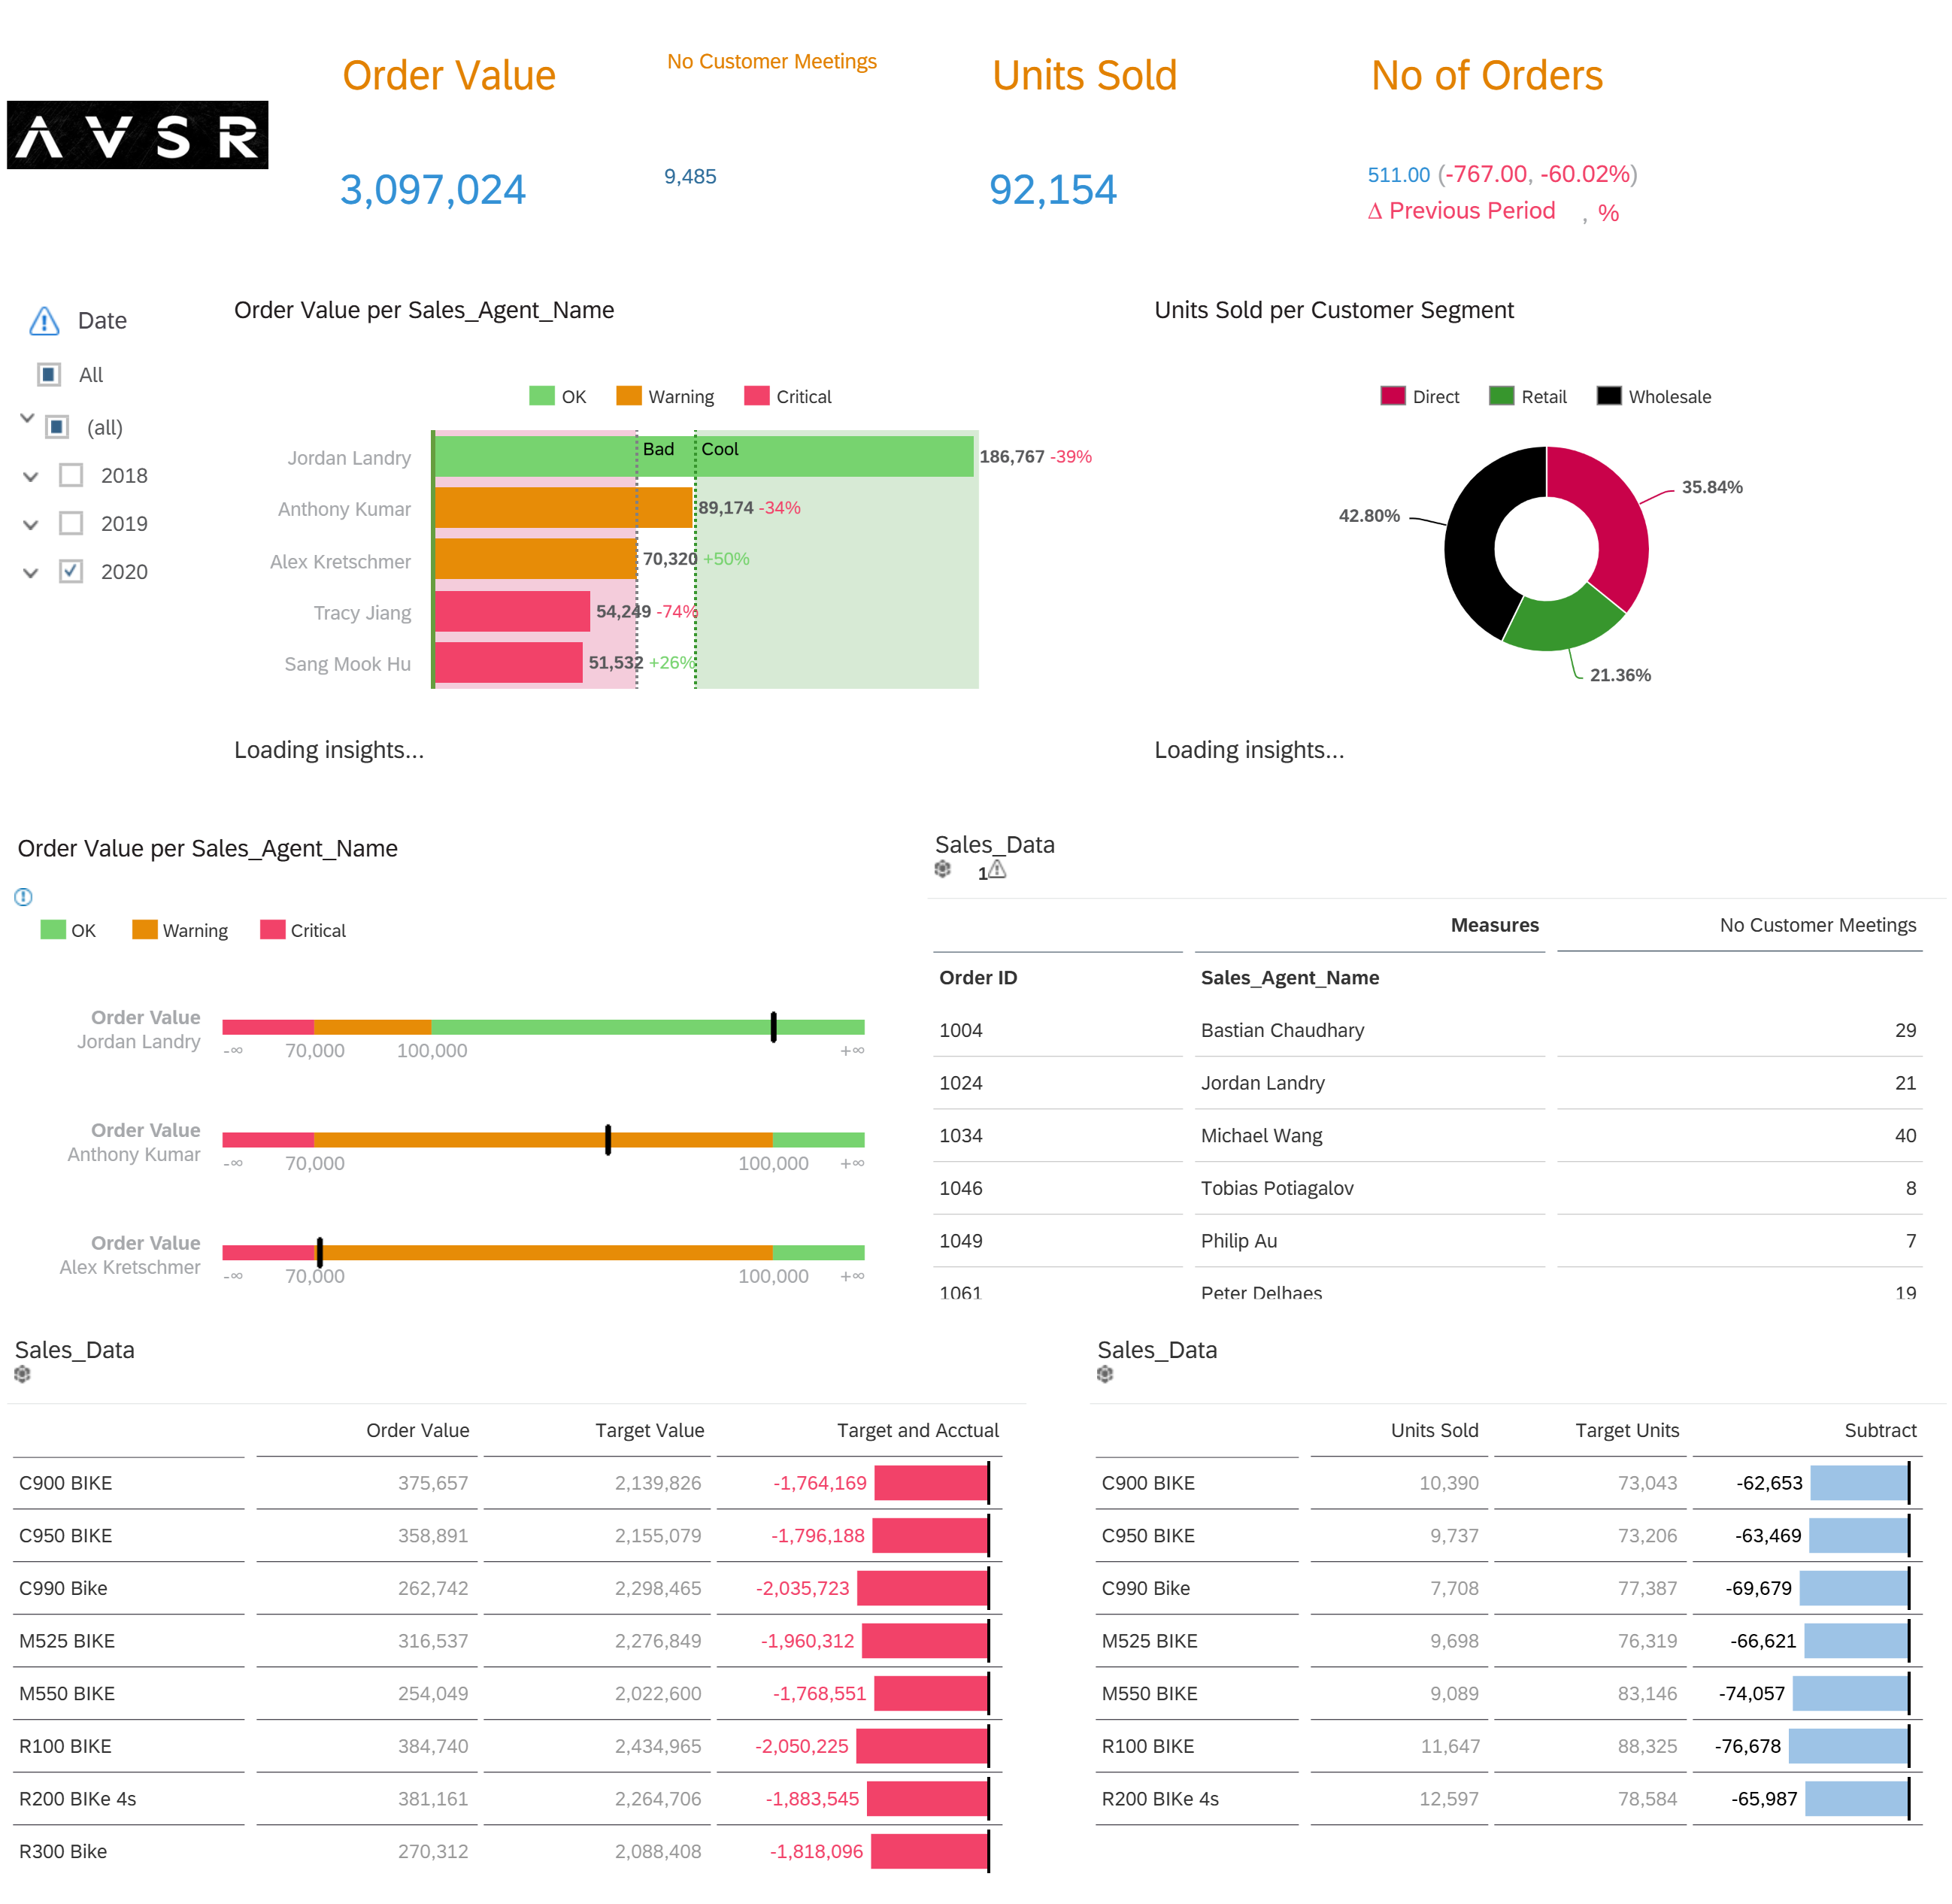 AVSR
Order Value
No Customer Meetings
Units Sold
No of Orders
3,097,024
9,485
92,154
511.00 (-767.00, -60.02%)
Δ Previous Period , %
Date
All
(all)
2018
2019
2020
Order Value per Sales_Agent_Name
OK Warning Critical
Bad Cool
Jordan Landry 186,767 -39%
Anthony Kumar 89,174 -34%
Alex Kretschmer 70,320 +50%
Tracy Jiang 54,249 -74%
Sang Mook Hu 51,532 +26%
Loading insights...
Units Sold per Customer Segment
Direct Retail Wholesale
35.84%
42.80%
21.36%
Loading insights...
Order Value per Sales_Agent_Name
OK Warning Critical
Order Value
Jordan Landry
-∞ 70,000 100,000 +∞
Order Value
Anthony Kumar
-∞ 70,000 100,000 +∞
Order Value
Alex Kretschmer
-∞ 70,000 100,000 +∞
Sales_Data
1
Measures No Customer Meetings
Order ID Sales_Agent_Name
1004 Bastian Chaudhary 29
1024 Jordan Landry 21
1034 Michael Wang 40
1046 Tobias Potiagalov 8
1049 Philip Au 7
1061 Peter Delhaes 19
Sales_Data
Order Value Target Value Target and Acctual
C900 BIKE 375,657 2,139,826 -1,764,169
C950 BIKE 358,891 2,155,079 -1,796,188
C990 Bike 262,742 2,298,465 -2,035,723
M525 BIKE 316,537 2,276,849 -1,960,312
M550 BIKE 254,049 2,022,600 -1,768,551
R100 BIKE 384,740 2,434,965 -2,050,225
R200 BIKe 4s 381,161 2,264,706 -1,883,545
R300 Bike 270,312 2,088,408 -1,818,096
Sales_Data
Units Sold Target Units Subtract
C900 BIKE 10,390 73,043 -62,653
C950 BIKE 9,737 73,206 -63,469
C990 Bike 7,708 77,387 -69,679
M525 BIKE 9,698 76,319 -66,621
M550 BIKE 9,089 83,146 -74,057
R100 BIKE 11,647 88,325 -76,678
R200 BIKe 4s 12,597 78,584 -65,987